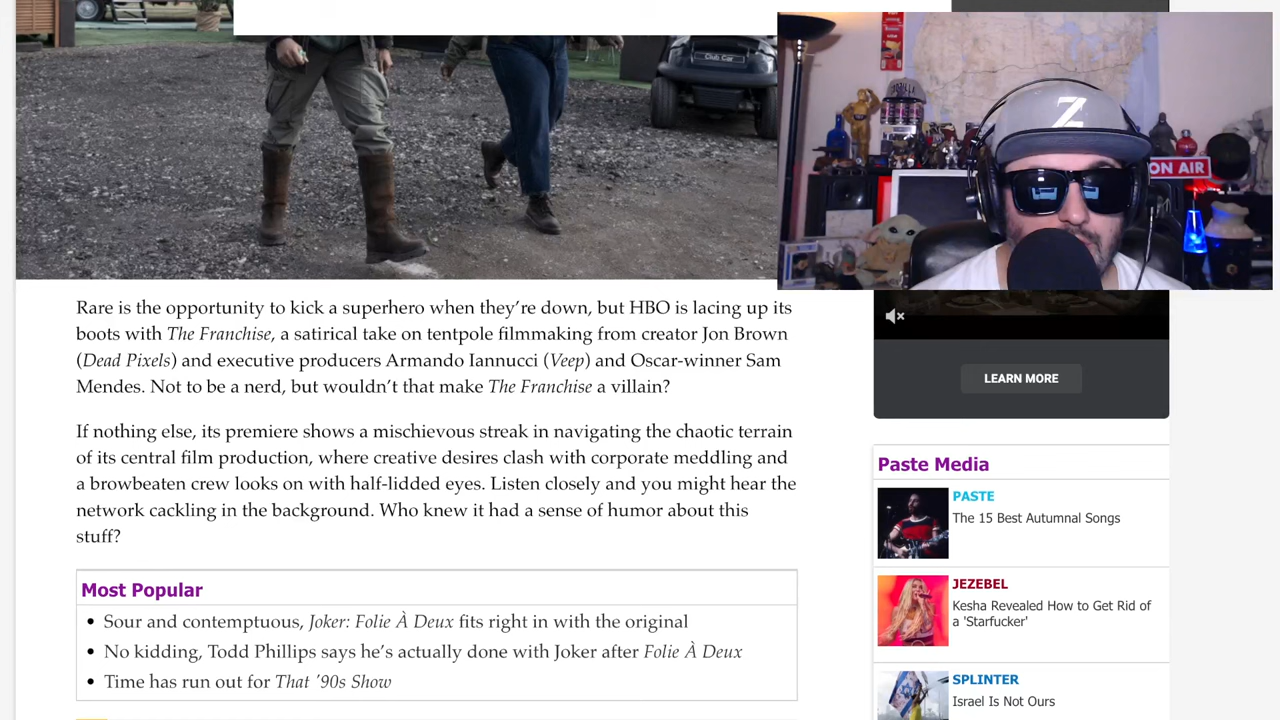 Club Car
Z
ON AIR
Rare is the opportunity to kick a superhero when they're down, but HBO is lacing up its
boots with The Franchise, a satirical take on tentpole filmmaking from creator Jon Brown
(Dead Pixels) and executive producers Armando Iannucci (Veep) and Oscar-winner Sam
Mendes. Not to be a nerd, but wouldn't that make The Franchise a villain?
If nothing else, its premiere shows a mischievous streak in navigating the chaotic terrain
of its central film production, where creative desires clash with corporate meddling and
a browbeaten crew looks on with half-lidded eyes. Listen closely and you might hear the
network cackling in the background. Who knew it had a sense of humor about this
stuff?
Most Popular
• Sour and contemptuous, Joker: Folie À Deux fits right in with the original
• No kidding, Todd Phillips says he's actually done with Joker after Folie À Deux
• Time has run out for That '90s Show
LEARN MORE
Paste Media
PASTE
The 15 Best Autumnal Songs
JEZEBEL
Kesha Revealed How to Get Rid of
a 'Starfucker'
SPLINTER
Israel Is Not Ours